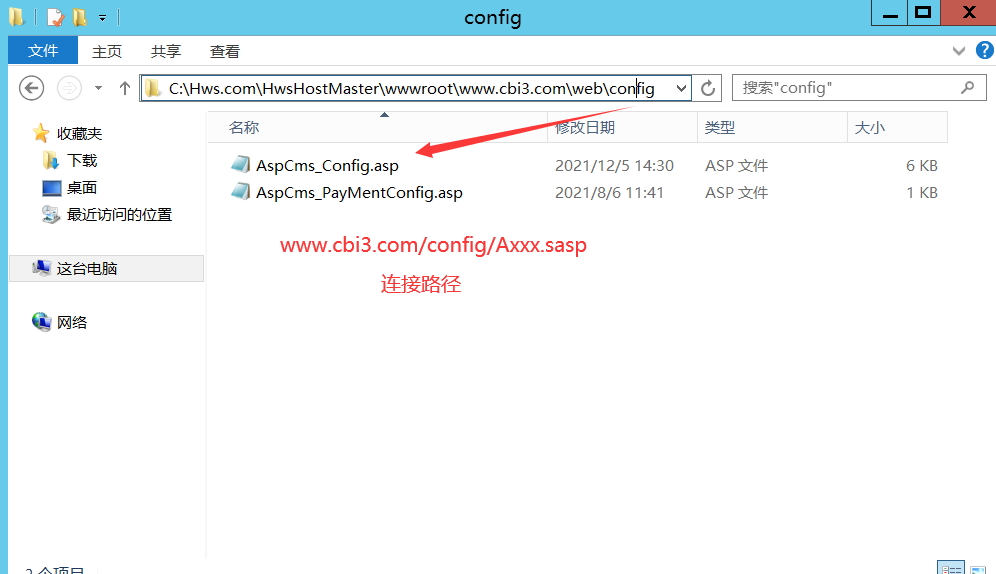 config
文件 主页 共享 查看
C:\Hws.com\HwsHostMaster\wwwroot\www.cbi3.com\web\config 搜索"config"
收藏夹 名称 修改日期 类型 大小
下载 AspCms_Config.asp 2021/12/5 14:30 ASP 文件 6 KB
桌面 AspCms_PayMentConfig.asp 2021/8/6 11:41 ASP 文件 1 KB
最近访问的位置
www.cbi3.com/config/Axxx.sasp
这台电脑
连接路径
网络
2 个项目